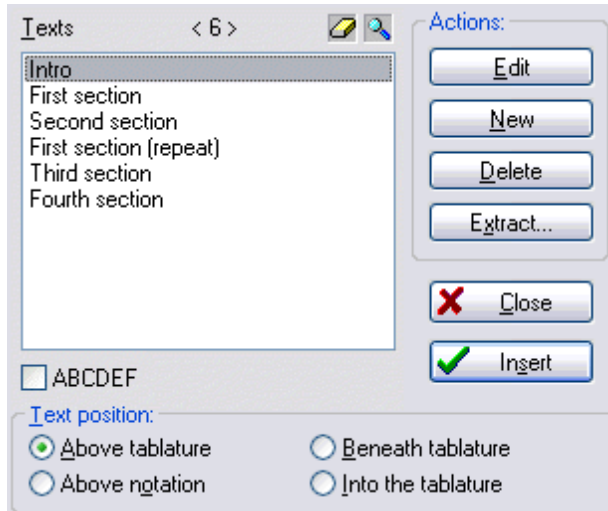 Texts < 6 > Actions:
Intro
First section
Second section
First section (repeat)
Third section
Fourth section
Edit
New
Delete
Extract...
Close
Insert
ABCDEF
Text position:
Above tablature Beneath tablature
Above notation Into the tablature